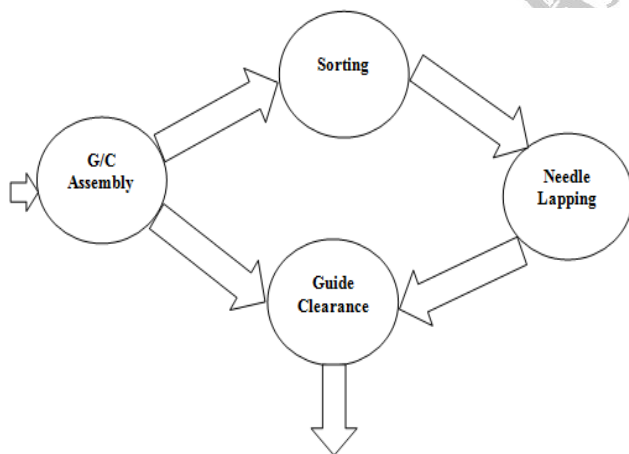 Sorting
G/C
Assembly
Needle
Lapping
Guide
Clearance